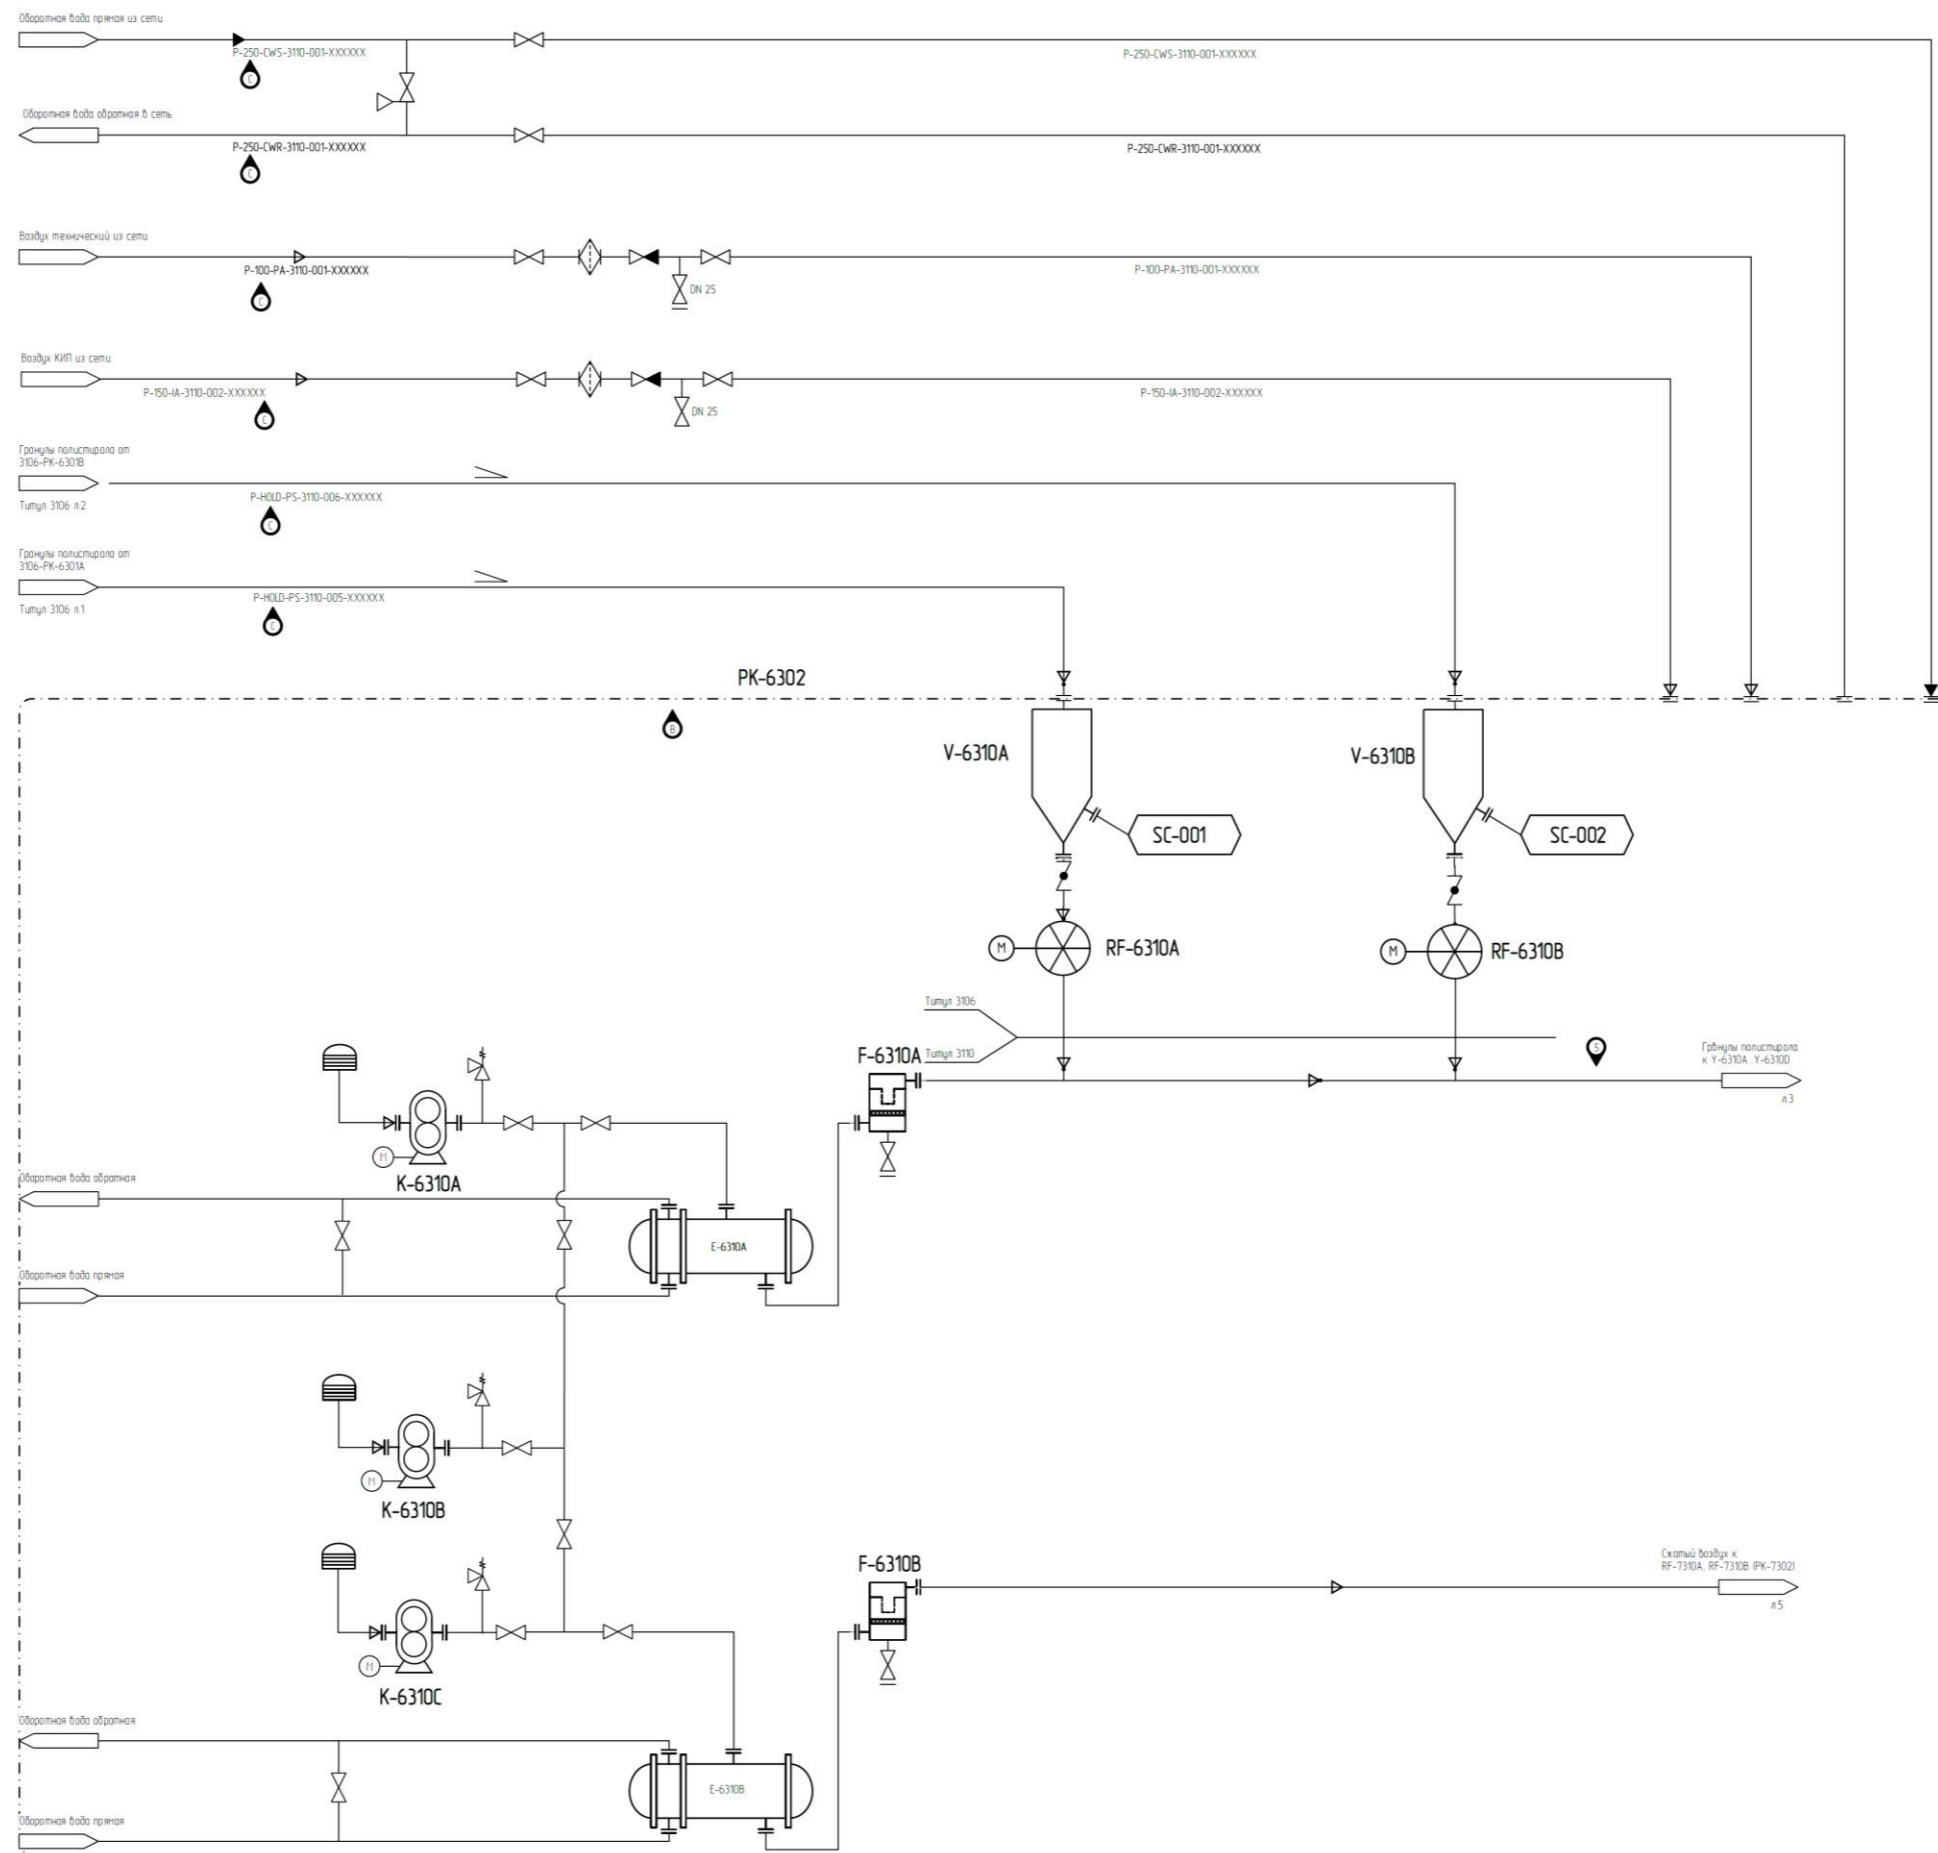 Оборотная вода прямая из сети
P-250-CWS-3110-001-XXXXXX
P-250-CWS-3110-001-XXXXXX
C
Оборотная вода обратная в сеть
P-250-CWR-3110-001-XXXXXX
P-250-CWR-3110-001-XXXXXX
C
Воздух технический из сети
P-100-PA-3110-001-XXXXXX
P-100-PA-3110-001-XXXXXX
C
DN 25
Воздух КИП из сети
P-150-IA-3110-002-XXXXXX
P-150-IA-3110-002-XXXXXX
C
DN 25
Гранулы полистирола от
3106-PK-6301B
Титул 3106 л.2
P-HOLD-PS-3110-006-XXXXXX
C
Гранулы полистирола от
3106-PK-6301A
Титул 3106 л.1
P-HOLD-PS-3110-005-XXXXXX
C
PK-6302
B
V-6310A
V-6310B
SC-001
SC-002
M
RF-6310A
M
RF-6310B
Титул 3106
Титул 3110
F-6310A
S
Грвнулы полистирола
к Y-6310A Y-6310D
л.3
M
K-6310A
Оборотная вода обратная
E-6310A
Оборотная вода прямая
M
K-6310B
F-6310B
Сжатый воздух к
RF-7310A, RF-7310B (PK-7302)
л.5
M
K-6310C
Оборотная вода обратная
E-6310B
Оборотная вода прямая